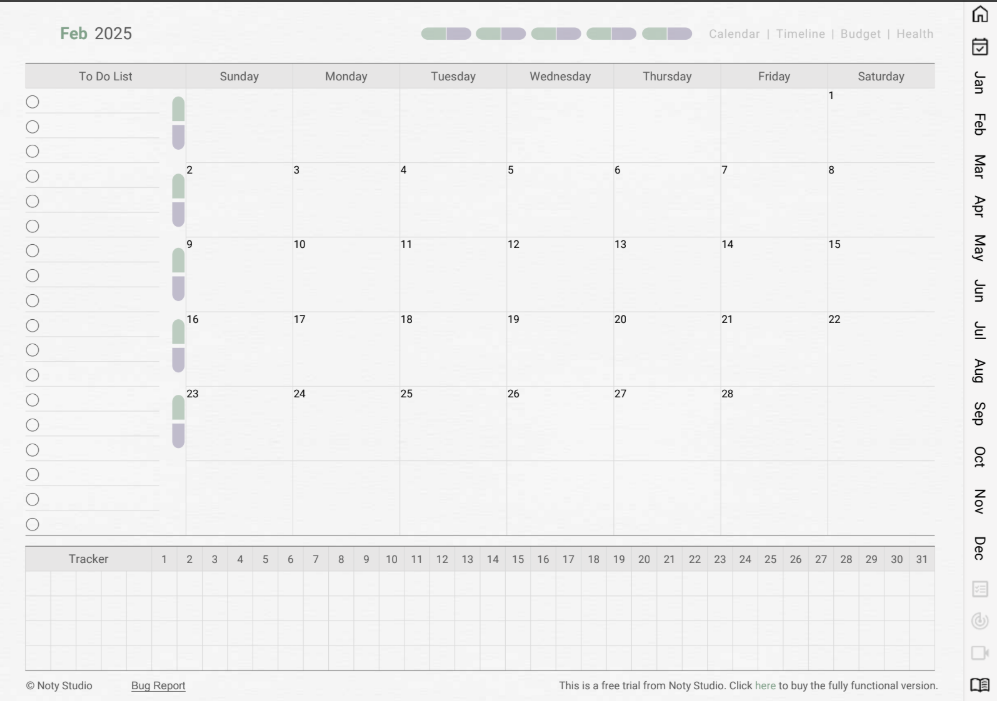 Feb 2025
Calendar | Timeline | Budget | Health
To Do List Sunday Monday Tuesday Wednesday Thursday Friday Saturday
1
2 3 4 5 6 7 8
9 10 11 12 13 14 15
16 17 18 19 20 21 22
23 24 25 26 27 28
Tracker 1 2 3 4 5 6 7 8 9 10 11 12 13 14 15 16 17 18 19 20 21 22 23 24 25 26 27 28 29 30 31
© Noty Studio Bug Report This is a free trial from Noty Studio. Click here to buy the fully functional version.
Jan
Feb
Mar
Apr
May
Jun
Jul
Aug
Sep
Oct
Nov
Dec